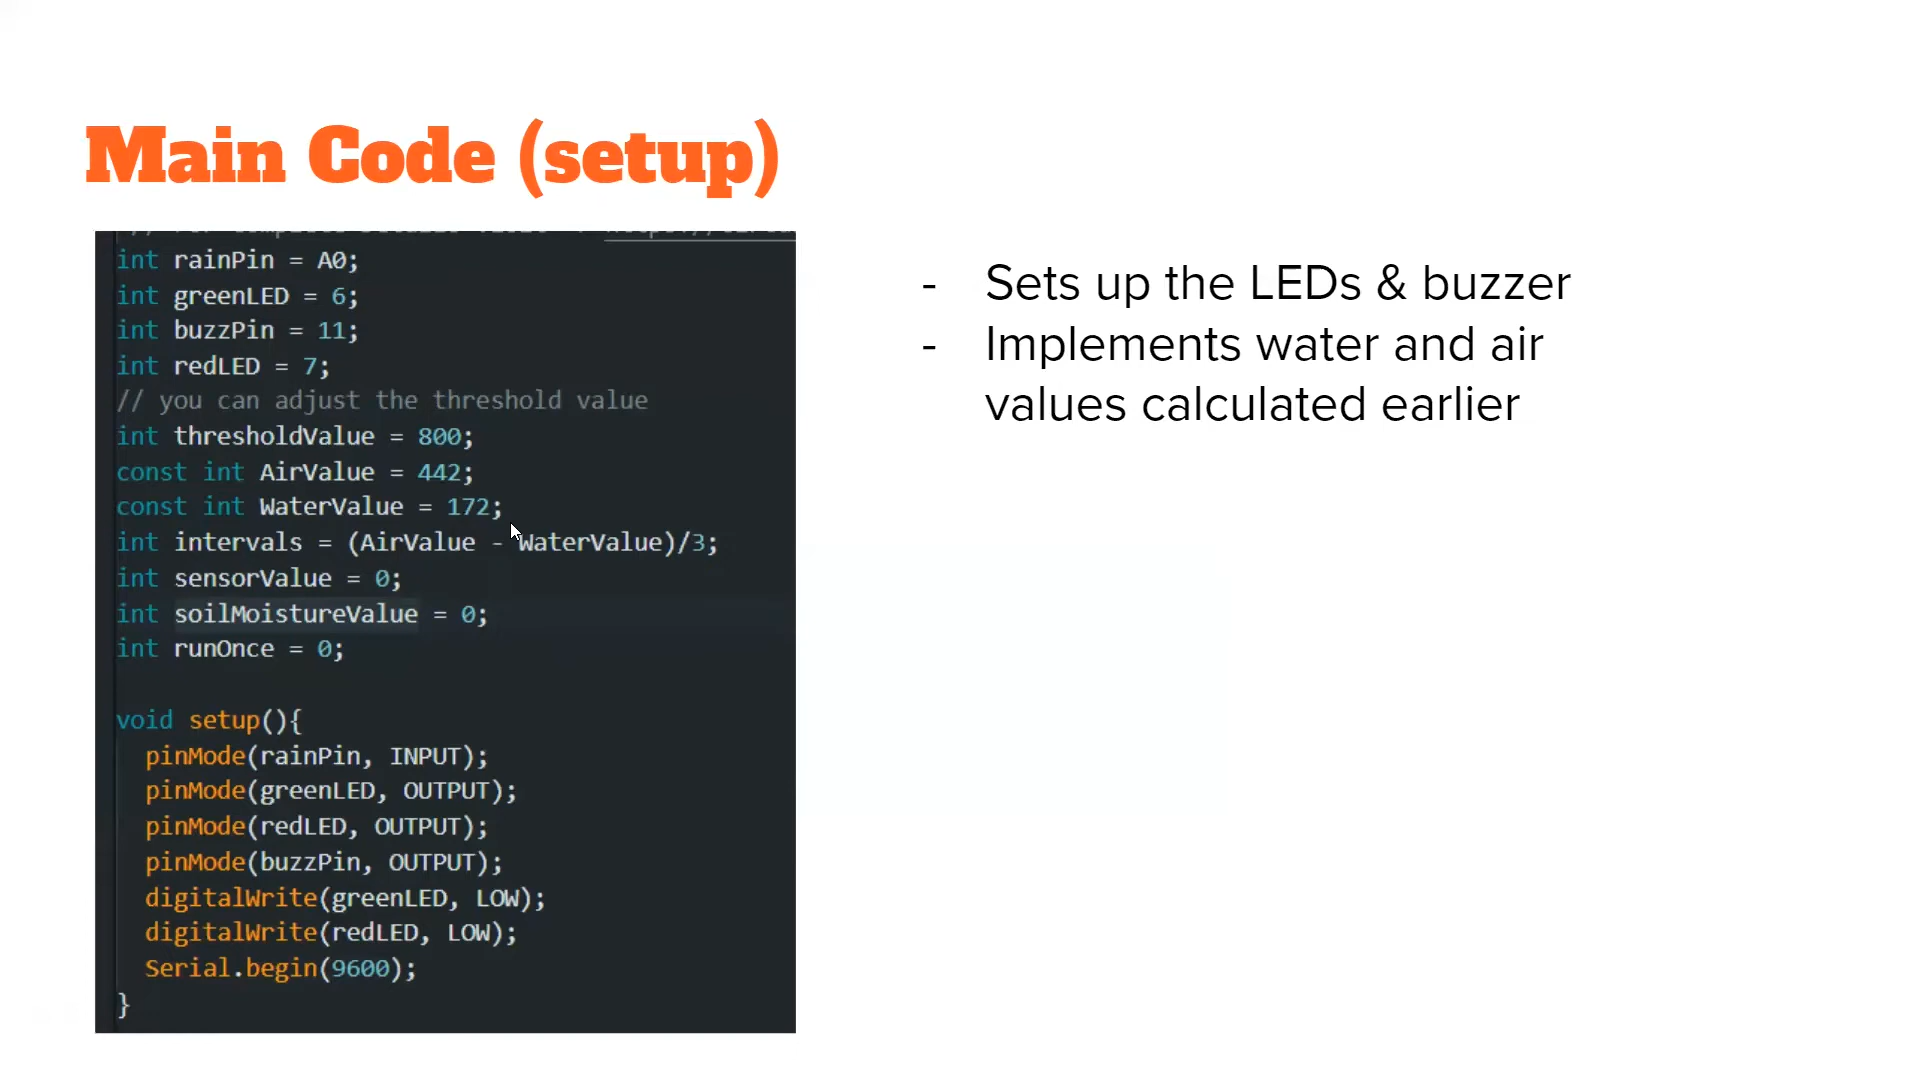 Main Code (setup)
int rainPin = A0;
int greenLED = 6;
int buzzPin = 11;
int redLED = 7;
// you can adjust the threshold value
int thresholdValue = 800;
const int AirValue = 442;
const int WaterValue = 172;
int intervals = (AirValue - WaterValue)/3;
int sensorValue = 0;
int soilMoistureValue = 0;
int runOnce = 0;
void setup(){
pinMode(rainPin, INPUT);
pinMode(greenLED, OUTPUT);
pinMode(redLED, OUTPUT);
pinMode(buzzPin, OUTPUT);
digitalWrite(greenLED, LOW);
digitalWrite(redLED, LOW);
Serial.begin(9600);
}
- Sets up the LEDs & buzzer
- Implements water and air
values calculated earlier